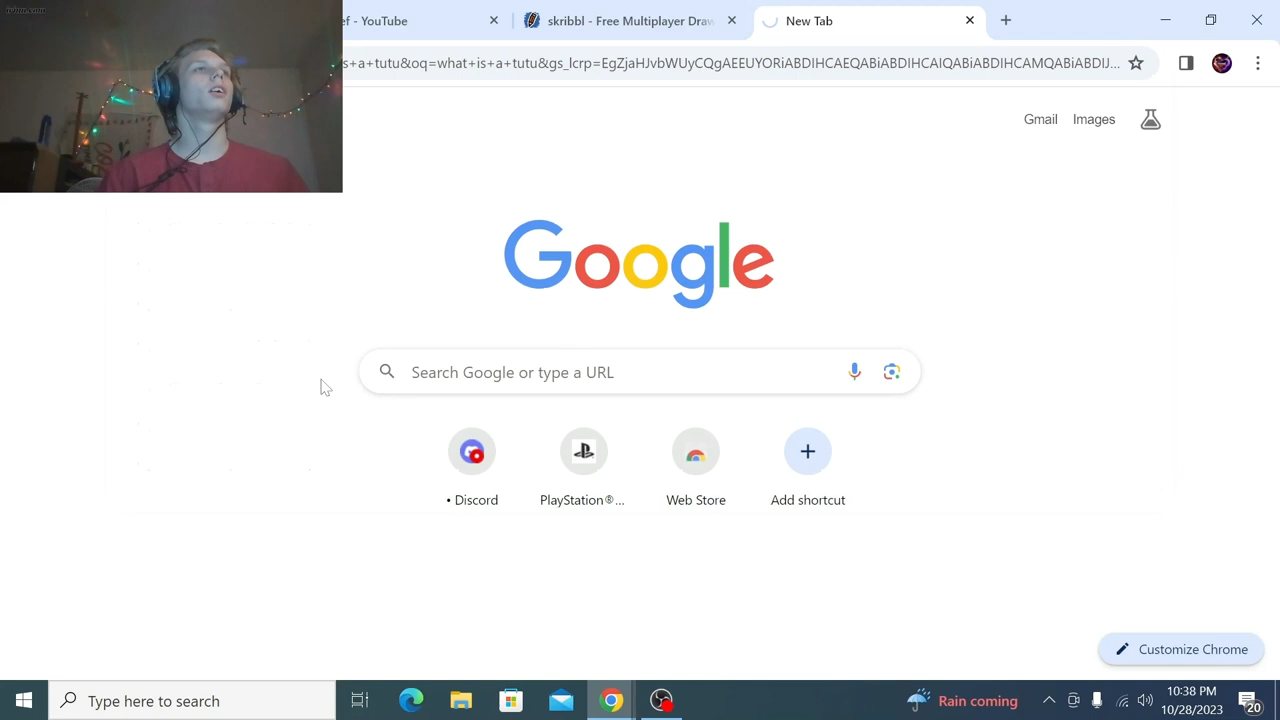 iviuu.com
ef - YouTube
skribbl - Free Multiplayer Draw
New Tab
s+a+tutu&oq=what+is+a+tutu&gs_lcrp=EgZjaHJvbWUyCQgAEEUYORiABDIHCAEQABiABDIHCAIQABiABDIHCAMQABiABDIJ...
Gmail
Images
Google
Search Google or type a URL
• Discord
PlayStation®...
Web Store
Add shortcut
Customize Chrome
Type here to search
Rain coming
10:38 PM
10/28/2023
20